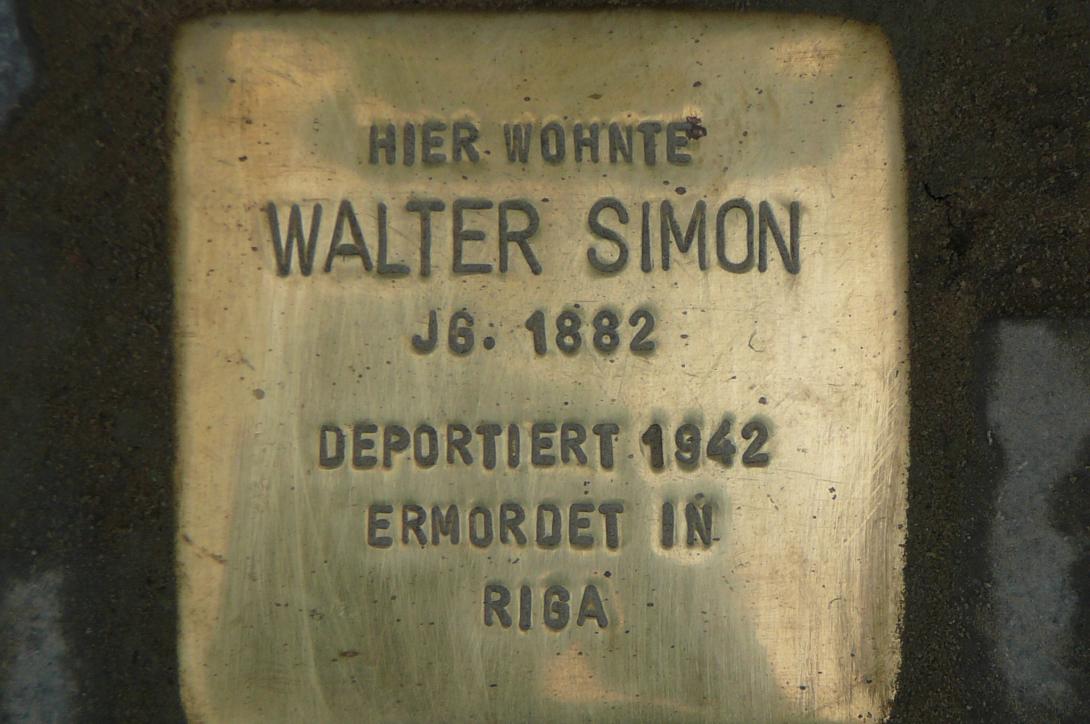 HIER WOHNTE
WALTER SIMON
JG. 1882
DEPORTIERT 1942
ERMORDET IN
RIGA